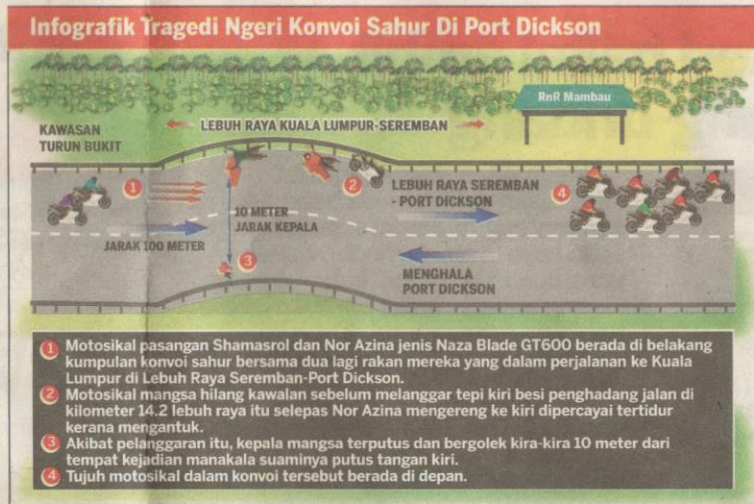 Infografik Tragedi Ngeri Konvoi Sahur Di Port Dickson
RnR Mambau
KAWASAN
TURUN BUKIT
LEBUH RAYA KUALA LUMPUR-SEREMBAN
1
2
LEBUH RAYA SEREMBAN
- PORT DICKSON
4
10 METER
JARAK KEPALA
JARAK 100 METER
3
MENGHALA
PORT DICKSON
1 Motosikal pasangan Shamasrol dan Nor Azina jenis Naza Blade GT600 berada di belakang
kumpulan konvoi sahur bersama dua lagi rakan mereka yang dalam perjalanan ke Kuala
Lumpur di Lebuh Raya Seremban-Port Dickson.
2 Motosikal mangsa hilang kawalan sebelum melanggar tepi kiri besi penghadang jalan di
kilometer 14.2 lebuh raya itu selepas Nor Azina mengereng ke kiri dipercayai tertidur
kerana mengantuk.
3 Akibat pelanggaran itu, kepala mangsa terputus dan bergolek kira-kira 10 meter dari
tempat kejadian manakala suaminya putus tangan kiri.
4 Tujuh motosikal dalam konvoi tersebut berada di depan.